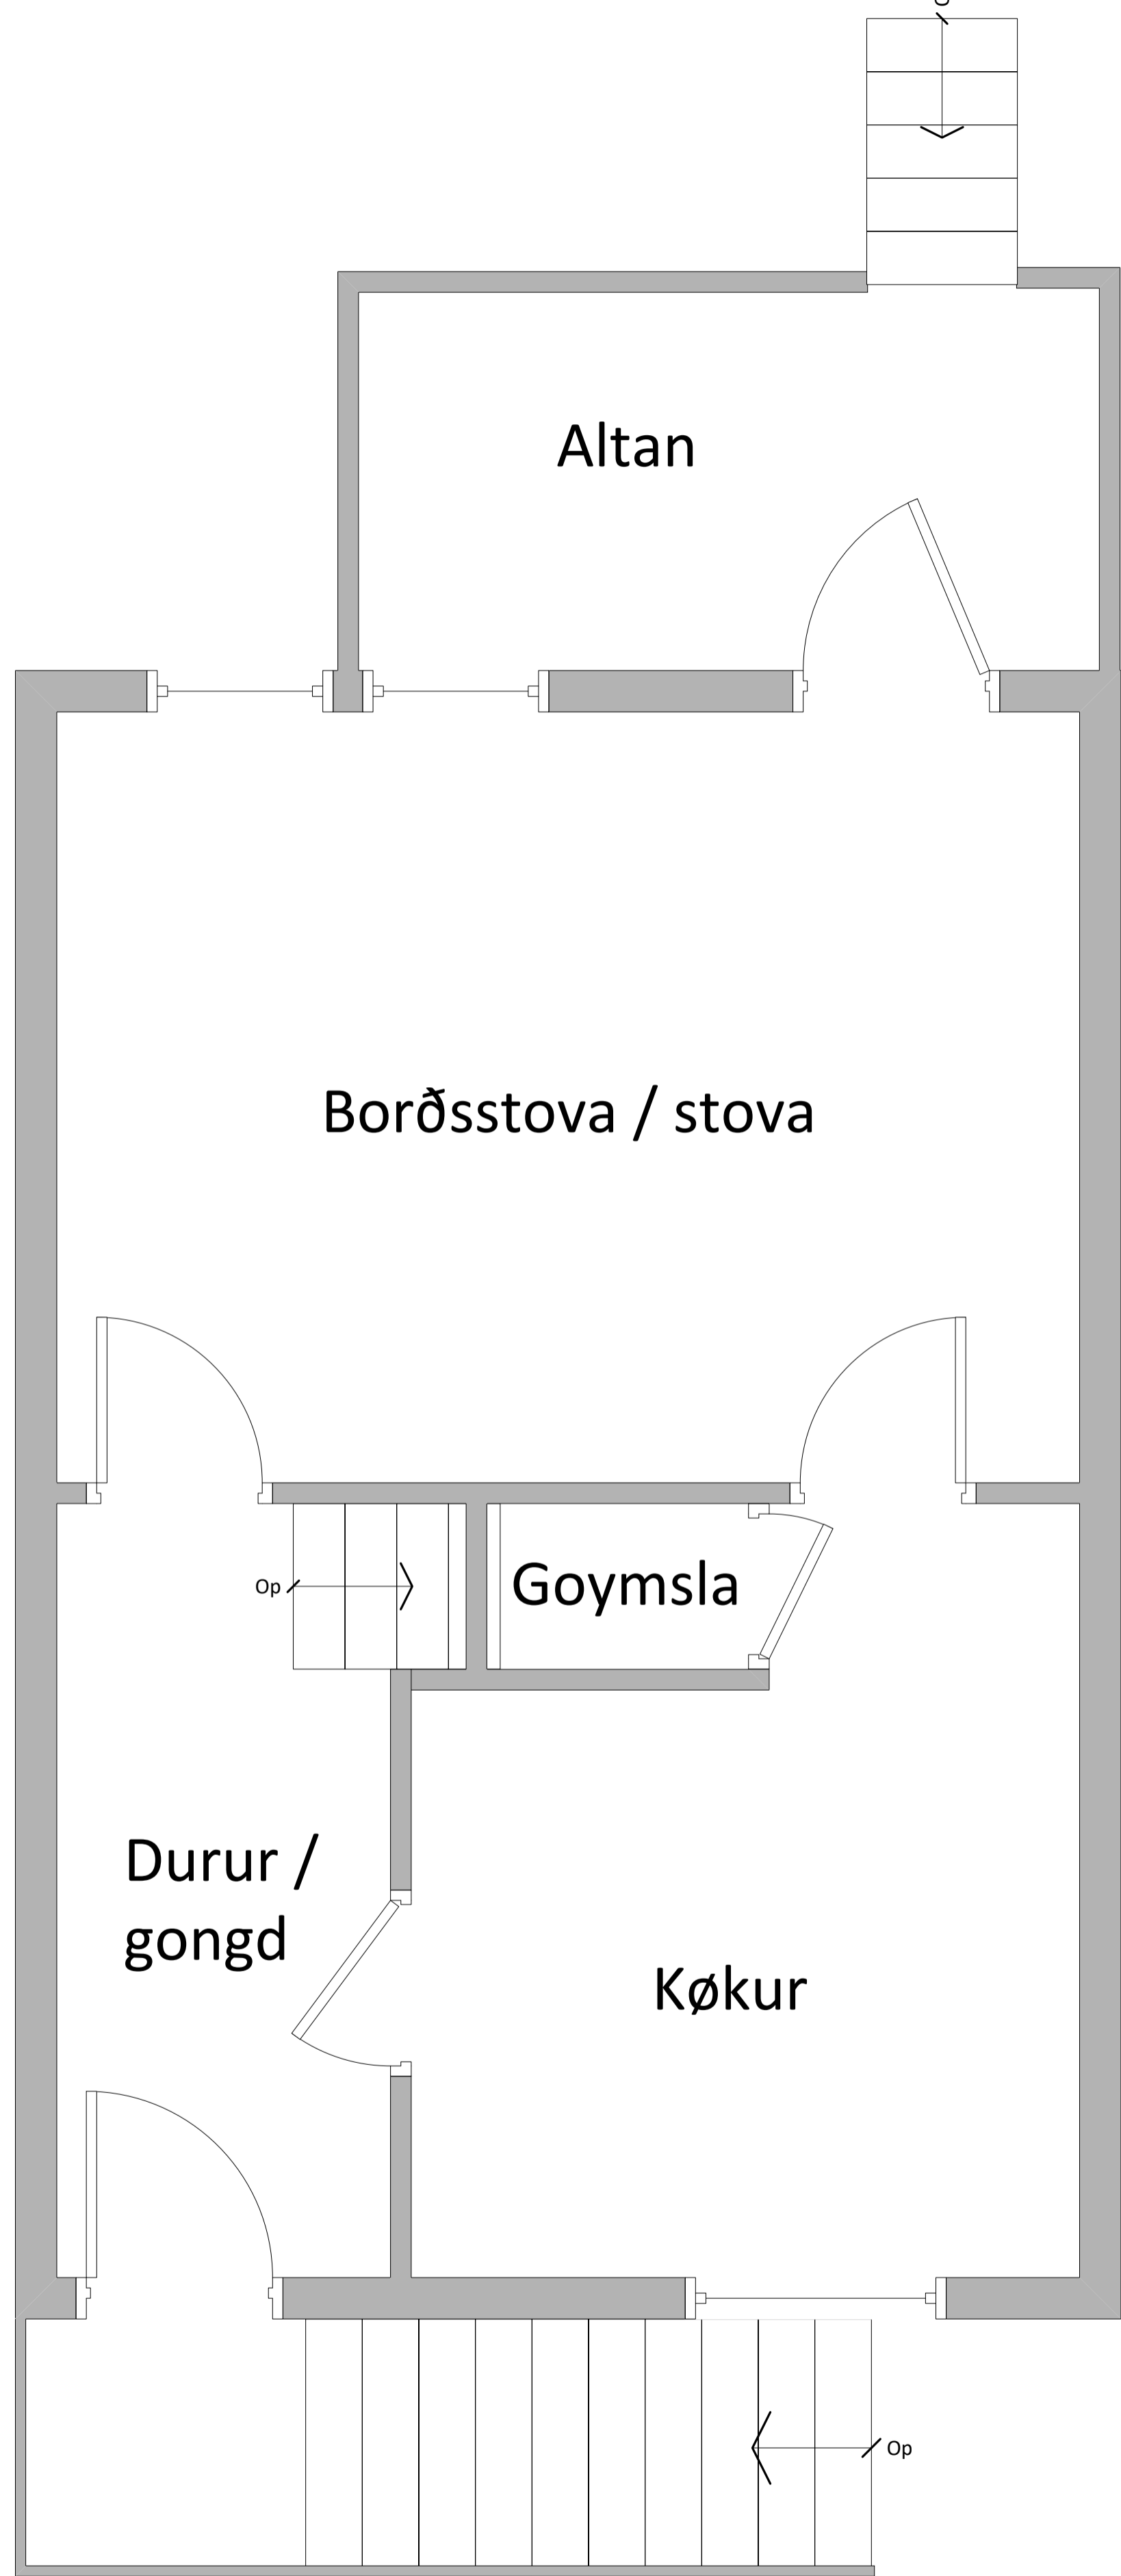 Altan
Borðsstova / stova
Op
Goymsla
Durur /
gongd
Køkur
Op